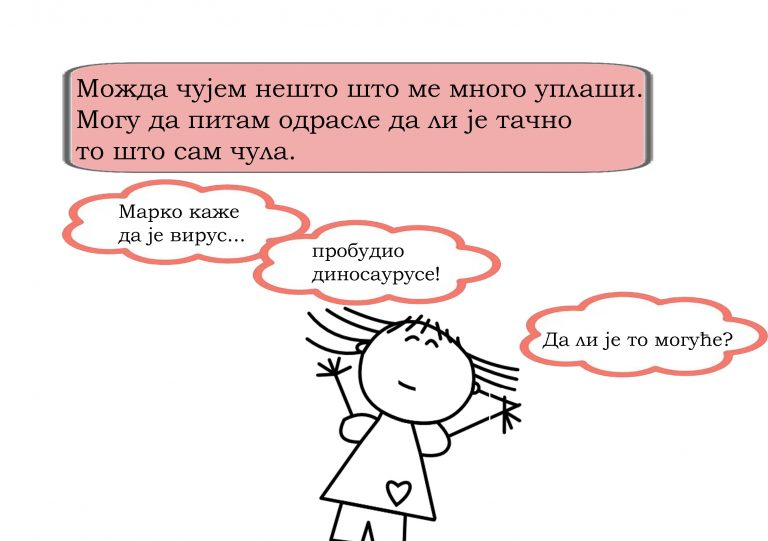 Можда чујем нешто што ме много уплаши.
Могу да питам одрасле да ли је тачно
то што сам чула.
Марко каже
да је вирус...
пробудио
диносаурусе!
Да ли је то могуће?